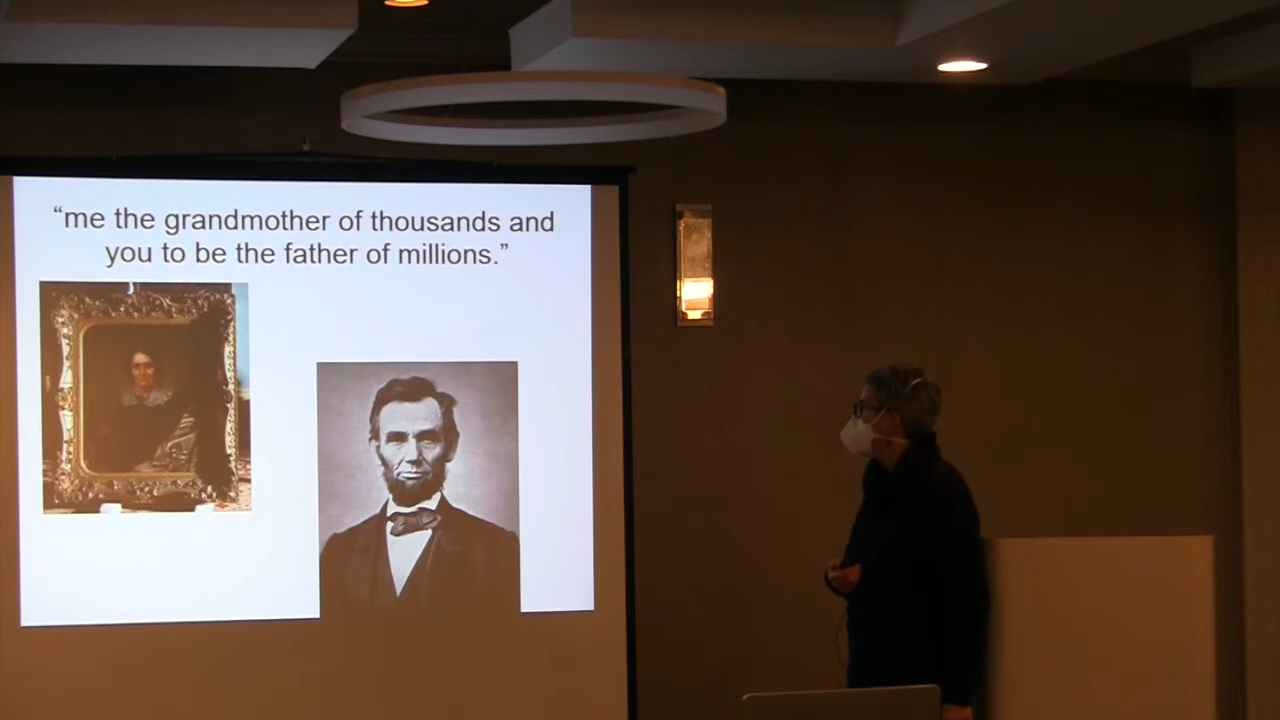 “me the grandmother of thousands and
you to be the father of millions.”